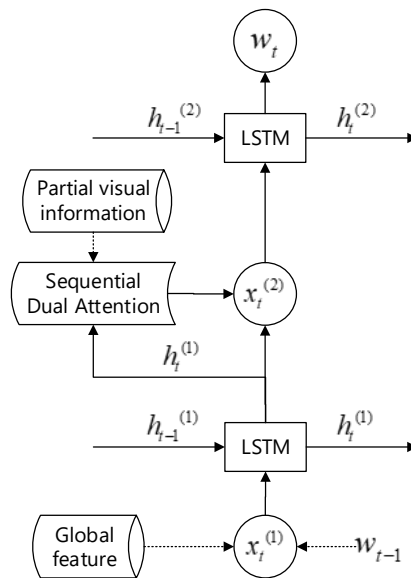 w_t
h_{t-1}^{(2)}
LSTM
h_t^{(2)}
Partial visual
information
Sequential
Dual Attention
x_t^{(2)}
h_t^{(1)}
h_{t-1}^{(1)}
LSTM
h_t^{(1)}
Global
feature
x_t^{(1)}
w_{t-1}